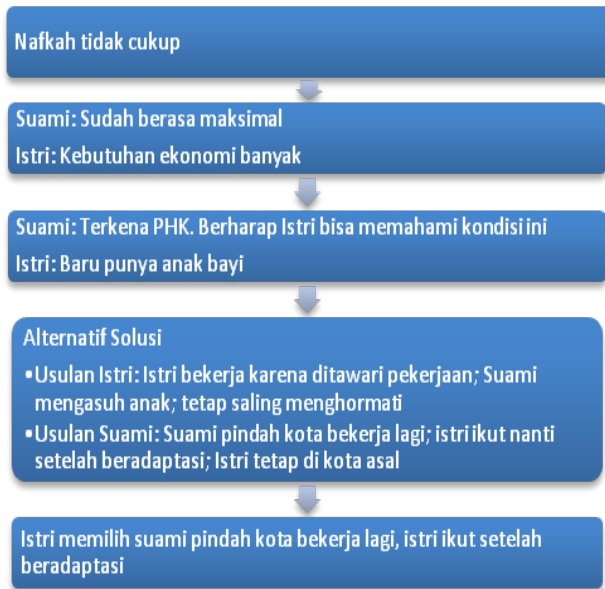 Nafkah tidak cukup
Suami: Sudah berasa maksimal
Istri: Kebutuhan ekonomi banyak
Suami: Terkena PHK. Berharap Istri bisa memahami kondisi ini
Istri: Baru punya anak bayi
Alternatif Solusi
•Usulan Istri: Istri bekerja karena ditawari pekerjaan; Suami
mengasuh anak; tetap saling menghormati
•Usulan Suami: Suami pindah kota bekerja lagi; istri ikut nanti
setelah beradaptasi; Istri tetap di kota asal
Istri memilih suami pindah kota bekerja lagi, istri ikut setelah
beradaptasi